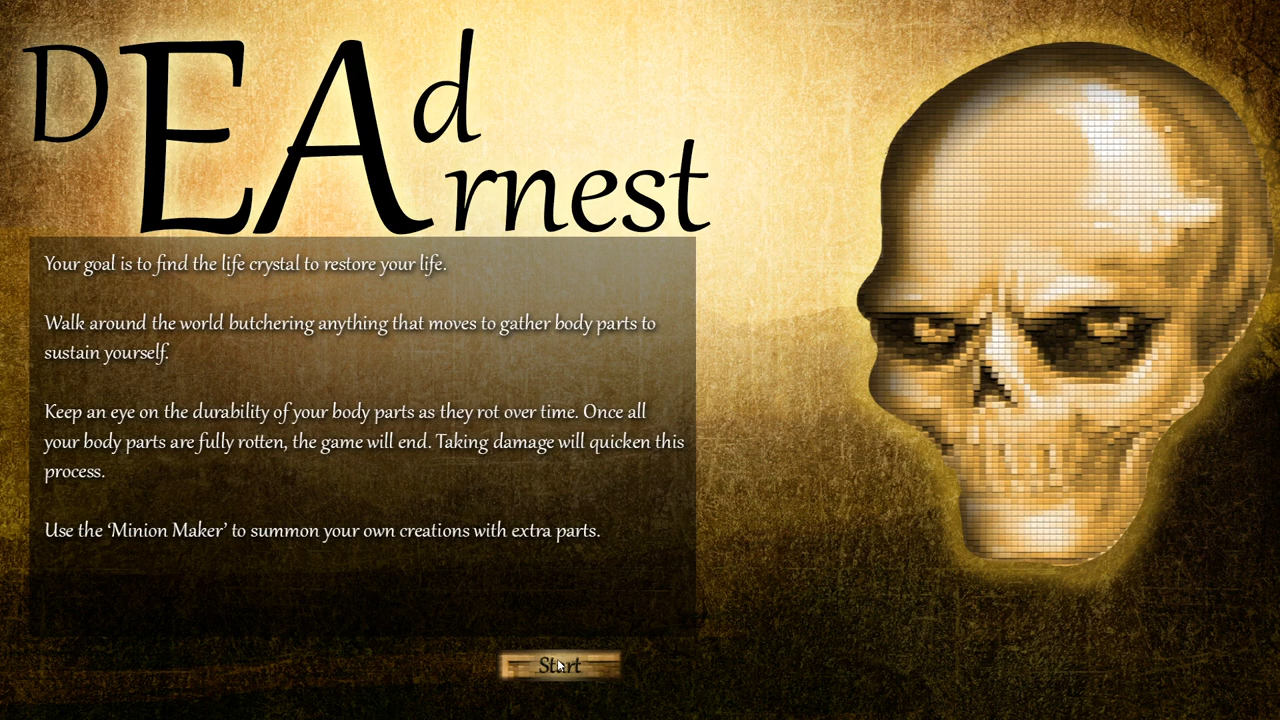 DEAd
rnest
Your goal is to find the life crystal to restore your life.
Walk around the world butchering anything that moves to gather body parts to
sustain yourself.
Keep an eye on the durability of your body parts as they rot over time. Once all
your body parts are fully rotten, the game will end. Taking damage will quicken this
process.
Use the ‘Minion Maker’ to summon your own creations with extra parts.
Start